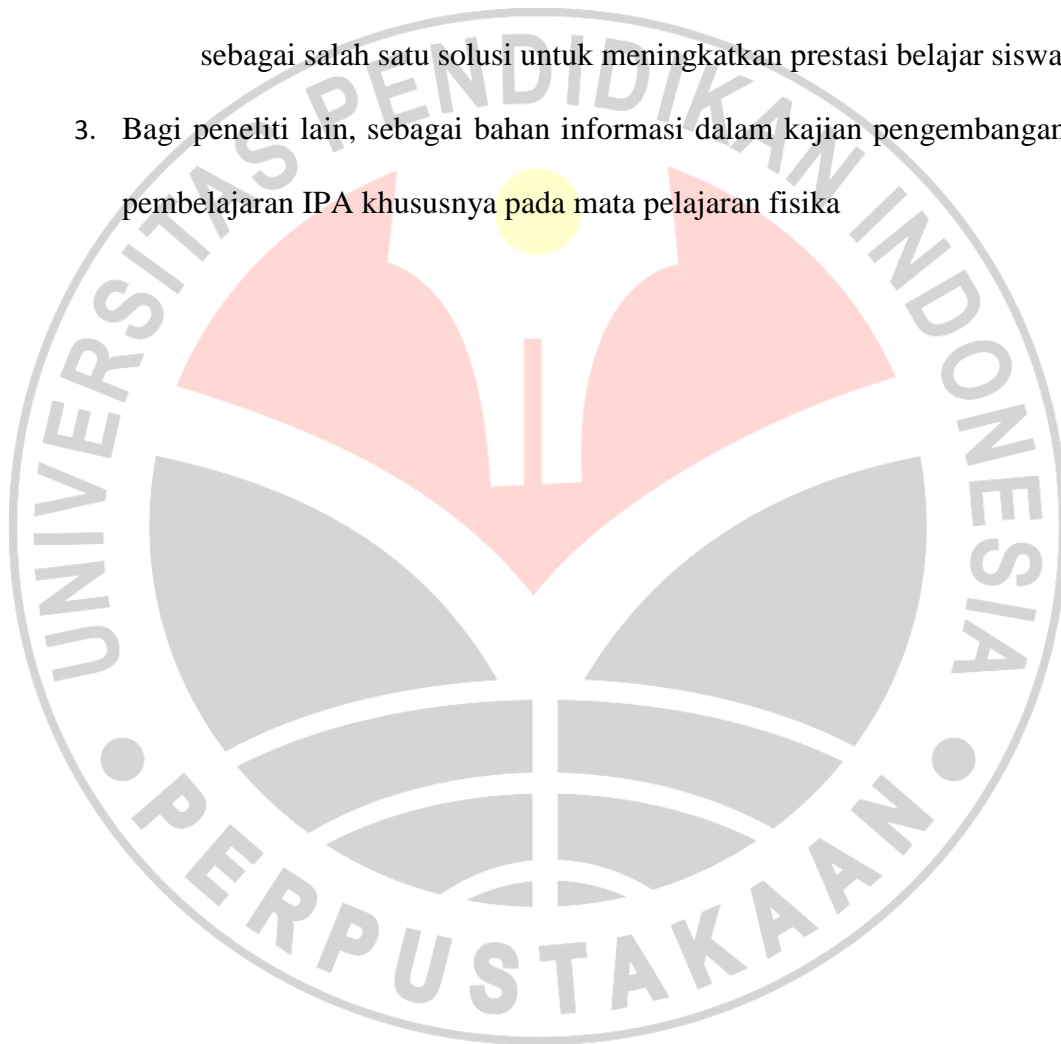 sebagai salah satu solusi untuk meningkatkan prestasi belajar siswa
3. Bagi peneliti lain, sebagai bahan informasi dalam kajian pengembangan
pembelajaran IPA khususnya pada mata pelajaran fisika
UNIVERSITAS PENDIDIKAN INDONESIA
PERPUSTAKAAN